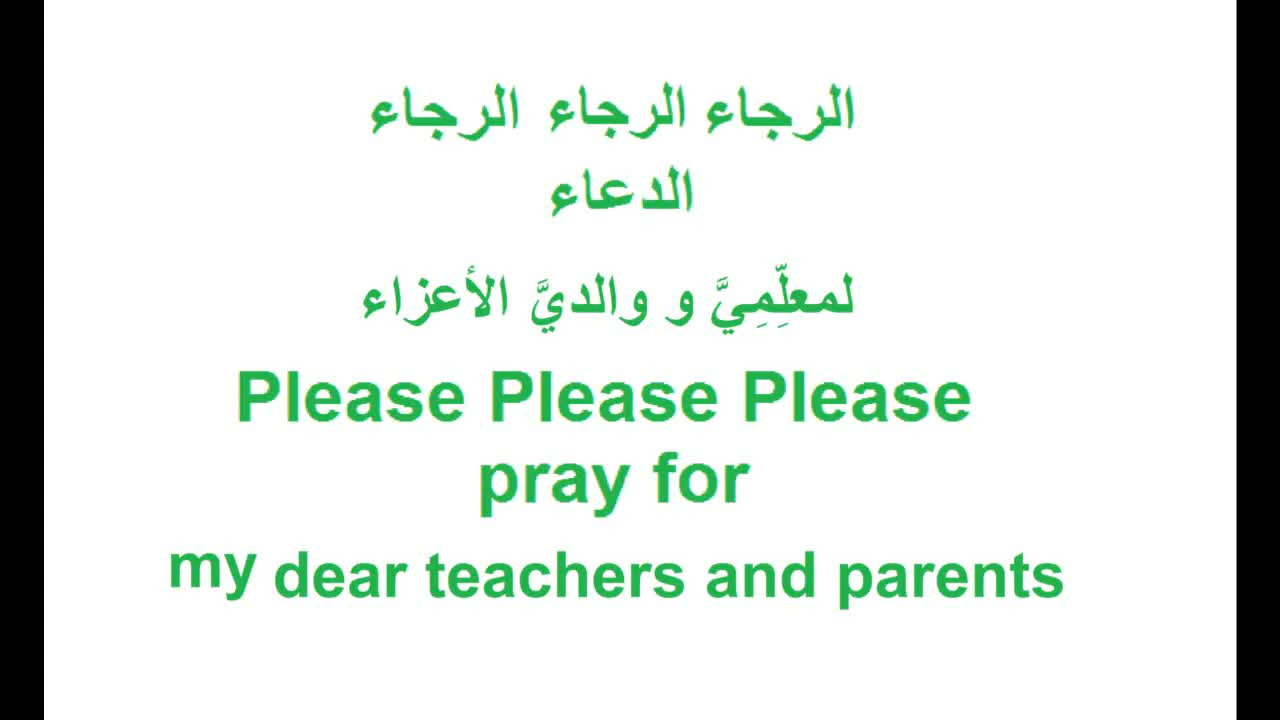 الرجاء الرجاء الرجاء
الدعاء
لمعلِّمِيَّ و والديَّ الأعزاء
Please Please Please
pray for
my dear teachers and parents